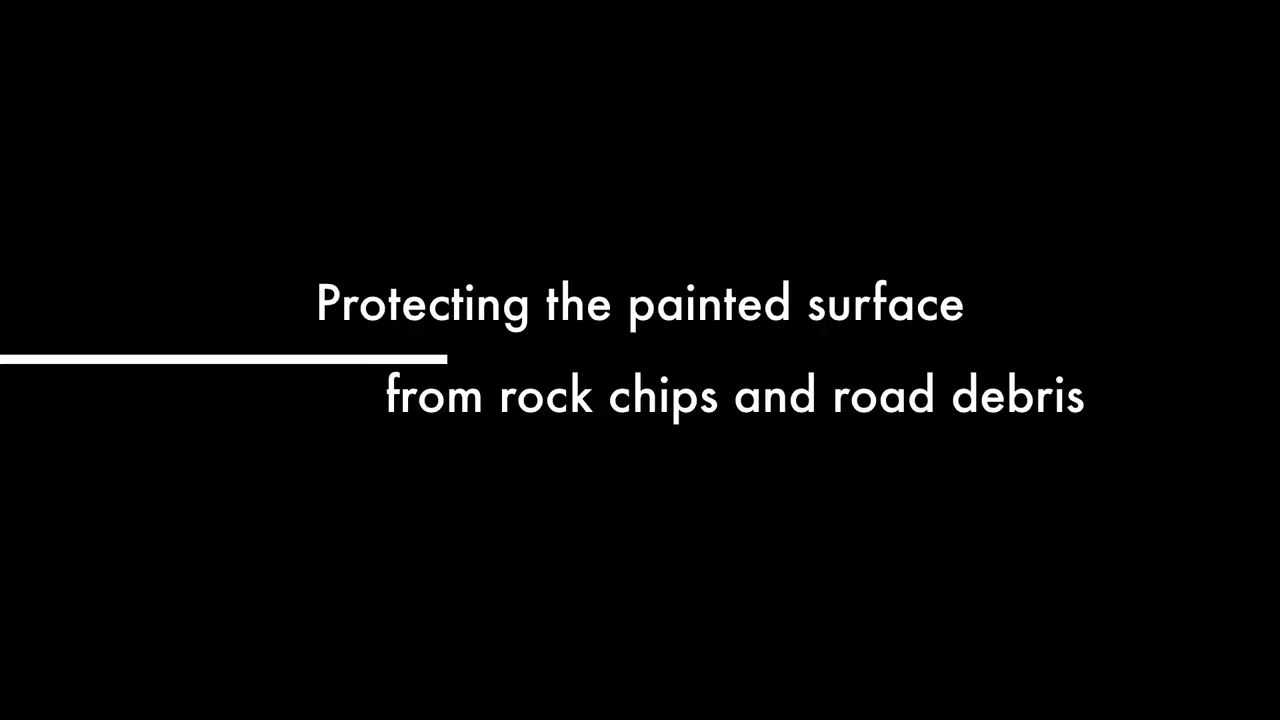 Protecting the painted surface
from rock chips and road debris